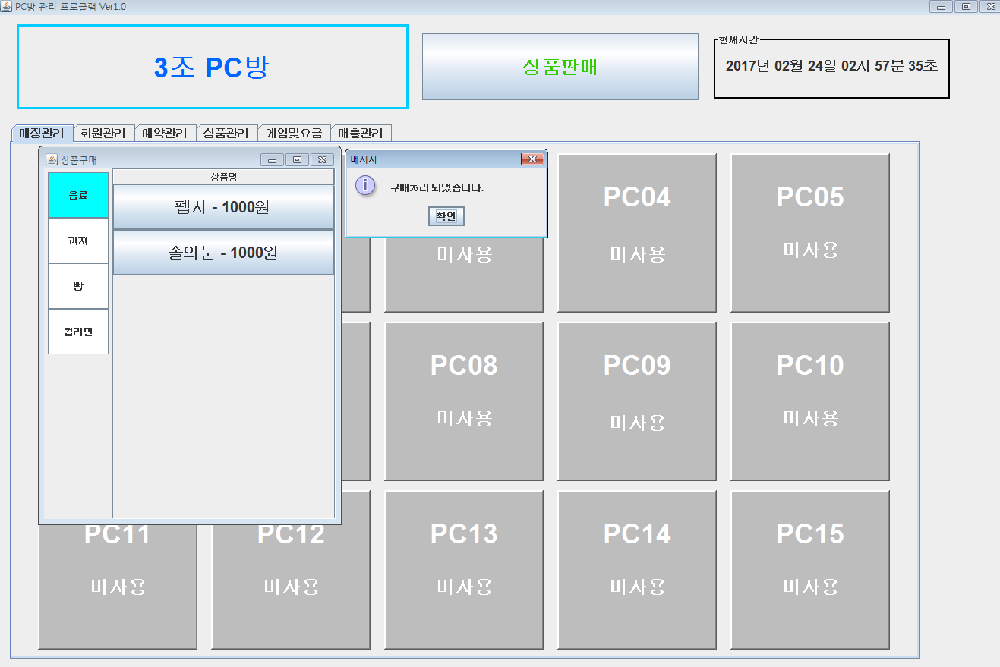 PC방 관리 프로그램 Ver1.0
3조 PC방
상품판매
현재시간
2017년 02월 24일 02시 57분 35초
매장관리 회원관리 예약관리 상품관리 게임및요금 매출관리
상품구매
음료
과자
빵
컵라면
상품명
펩시 - 1000원
솔의눈 - 1000원
메시지
i
구매처리 되었습니다.
확인
미사용
PC04
미사용
PC05
미사용
PC08
미사용
PC09
미사용
PC10
미사용
PC11
미사용
PC12
미사용
PC13
미사용
PC14
미사용
PC15
미사용